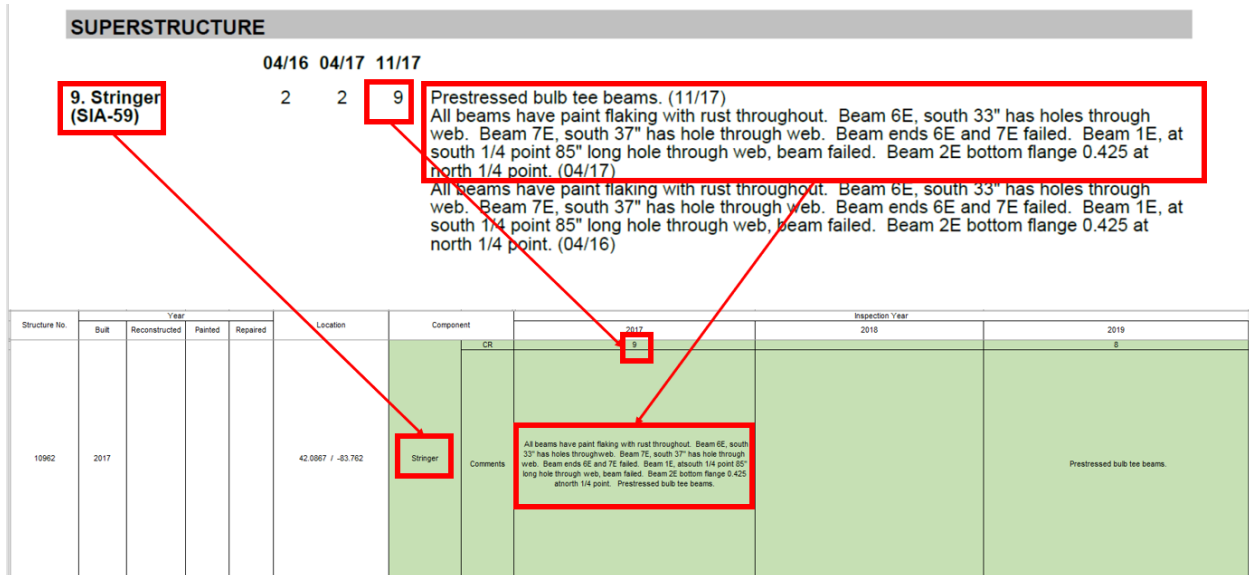 SUPERSTRUCTURE
04/16 04/17 11/17
9. Stringer 2 2 9 Prestressed bulb tee beams. (11/17)
(SIA-59) All beams have paint flaking with rust throughout. Beam 6E, south 33" has holes through
web. Beam 7E, south 37" has hole through web. Beam ends 6E and 7E failed. Beam 1E, at
south 1/4 point 85" long hole through web, beam failed. Beam 2E bottom flange 0.425 at
north 1/4 point. (04/17)
All beams have paint flaking with rust throughout. Beam 6E, south 33" has holes through
web. Beam 7E, south 37" has hole through web. Beam ends 6E and 7E failed. Beam 1E, at
south 1/4 point 85" long hole through web, beam failed. Beam 2E bottom flange 0.425 at
north 1/4 point. (04/16)
Structure No. Year Location Component Inspection Year
Built Reconstructed Painted Repaired 2017 2018 2019
CR 9 8
10962 2017 42.0867 / -83.762 Stringer Comments
All beams have paint flaking with rust throughout. Beam 6E, south
33" has holes throughweb. Beam 7E, south 37" has hole through
web. Beam ends 6E and 7E failed. Beam 1E, atsouth 1/4 point 85"
long hole through web, beam failed. Beam 2E bottom flange 0.425
atnorth 1/4 point. Prestressed bulb tee beams.
Prestressed bulb tee beams.